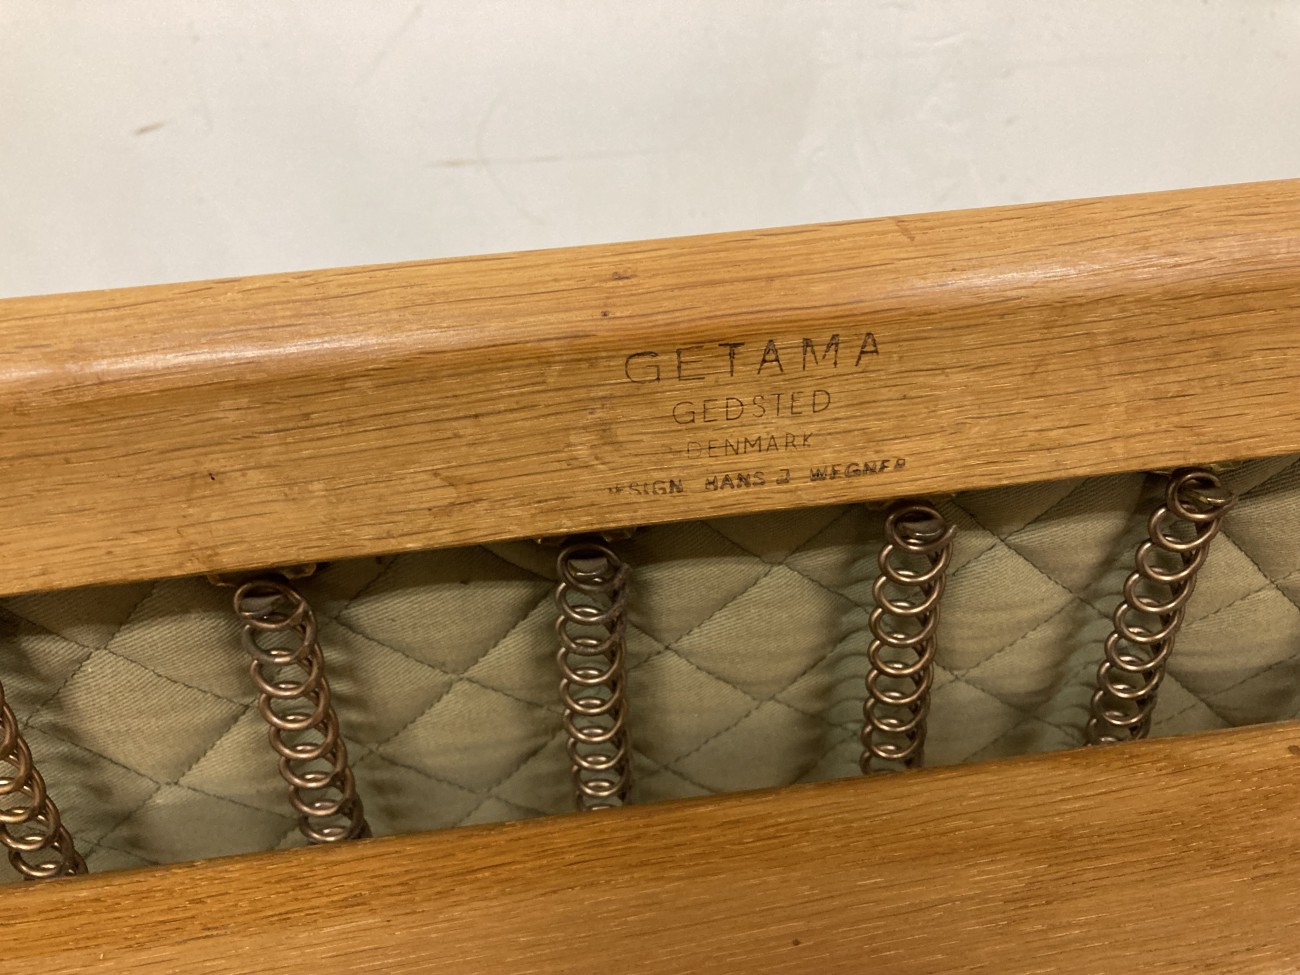 GETAMA
GEDSTED
DENMARK
DESIGN HANS J WEGNER